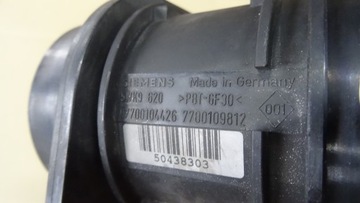 SIEMENS Made in Germany
5WK9 620 >PBT-GF30<
7700104426 7700109812
001
50438303